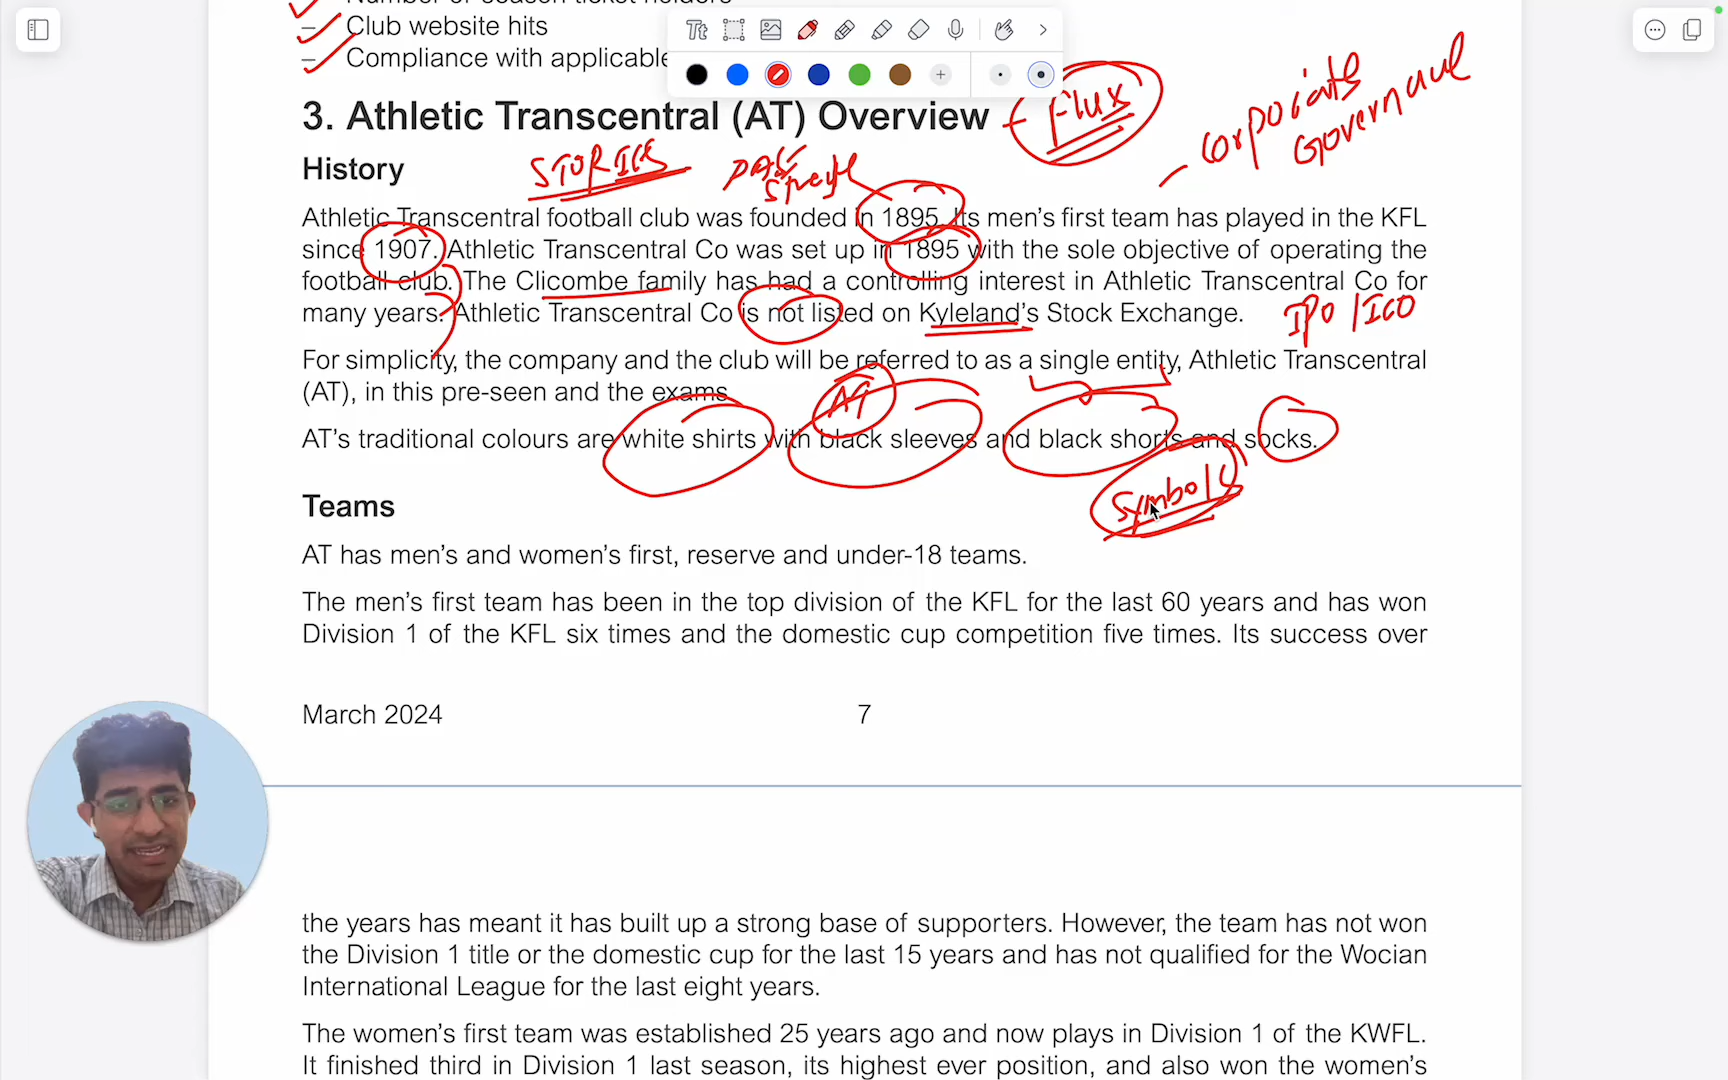 Number of season ticket holders
– Club website hits
– Compliance with applicable
Tt
3. Athletic Transcentral (AT) Overview
Flux
– Corporate
Governance
History
STORIES
Athletic Transcentral football club was founded in 1895. Its men’s first team has played in the KFL
since 1907. Athletic Transcentral Co was set up in 1895 with the sole objective of operating the
football club. The Clicombe family has had a controlling interest in Athletic Transcentral Co for
many years. Athletic Transcentral Co is not listed on Kyleland’s Stock Exchange.
IPO / ICO
For simplicity, the company and the club will be referred to as a single entity, Athletic Transcentral
(AT), in this pre-seen and the exams.
AT
AT’s traditional colours are white shirts with black sleeves and black shorts and socks.
Symbols
Teams
AT has men’s and women’s first, reserve and under-18 teams.
The men’s first team has been in the top division of the KFL for the last 60 years and has won
Division 1 of the KFL six times and the domestic cup competition five times. Its success over
March 2024 7
the years has meant it has built up a strong base of supporters. However, the team has not won
the Division 1 title or the domestic cup for the last 15 years and has not qualified for the Wocian
International League for the last eight years.
The women’s first team was established 25 years ago and now plays in Division 1 of the KWFL.
It finished third in Division 1 last season, its highest ever position, and also won the women’s